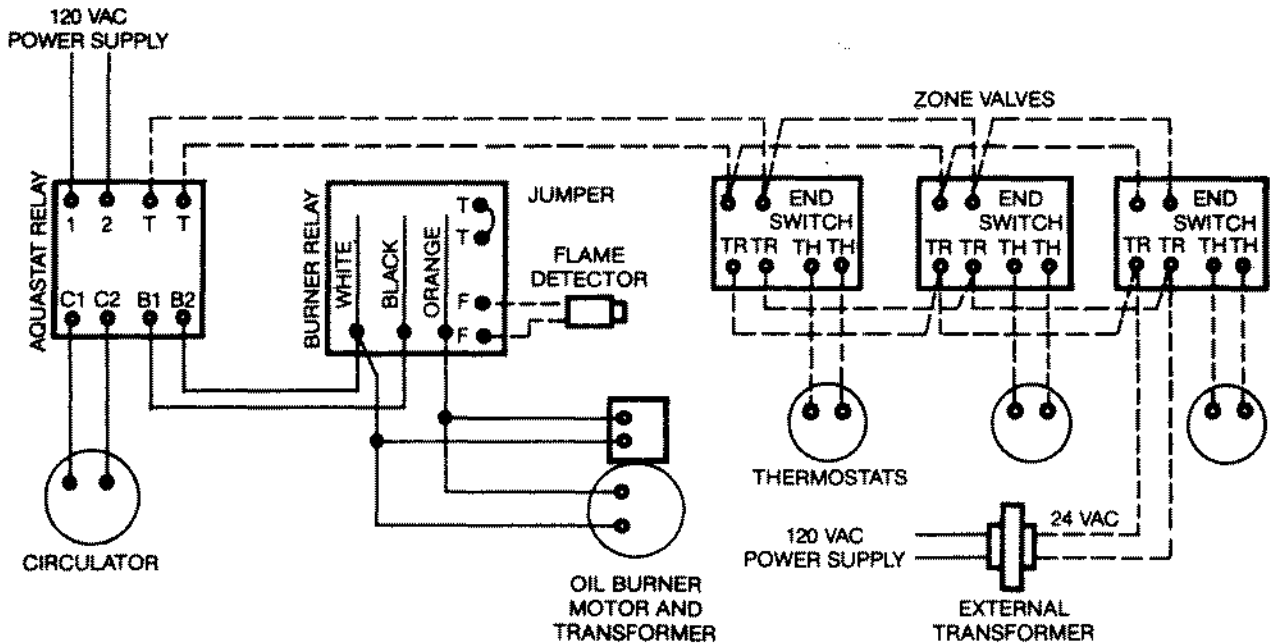 120 VAC
POWER SUPPLY
ZONE VALVES
AQUASTAT RELAY
1 2 T T
C1 C2 B1 B2
BURNER RELAY
WHITE
BLACK
ORANGE
T
T
F
F
JUMPER
FLAME
DETECTOR
END
SWITCH
TR TR TH TH
END
SWITCH
TR TR TH TH
END
SWITCH
TR TR TH TH
CIRCULATOR
OIL BURNER
MOTOR AND
TRANSFORMER
THERMOSTATS
120 VAC
POWER SUPPLY
24 VAC
EXTERNAL
TRANSFORMER